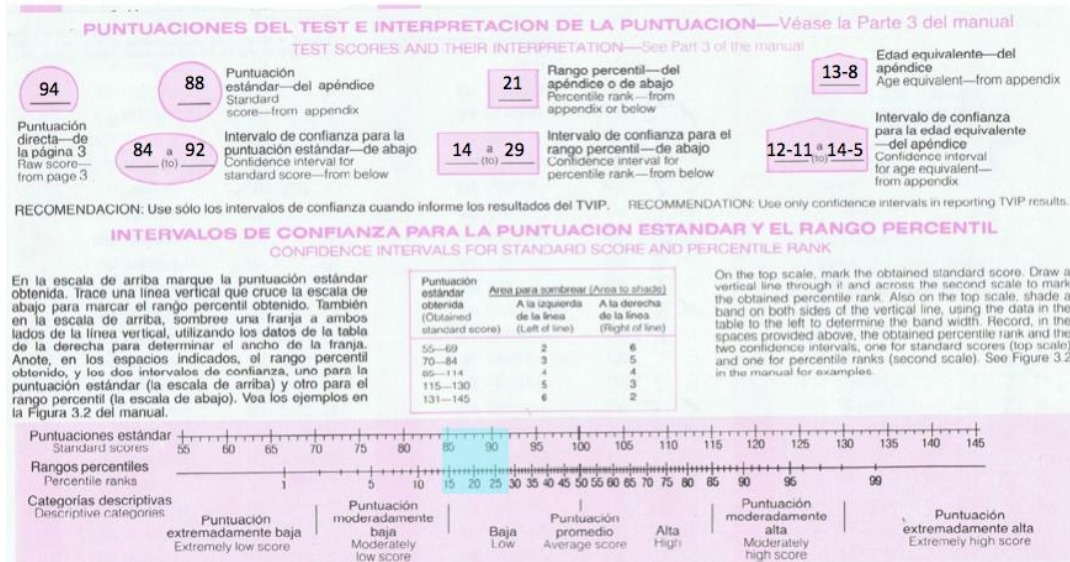 PUNTUACIONES DEL TEST E INTERPRETACION DE LA PUNTUACION—Véase la Parte 3 del manual
TEST SCORES AND THEIR INTERPRETATION—See Part 3 of the manual
94
Puntuación
directa—de
la página 3
Raw score—
from page 3
88
Puntuación
estándar—del apéndice
Standard
score—from appendix
21
Rango percentil—del
apéndice o de abajo
Percentile rank—from
appendix or below
13-8
Edad equivalente—del
apéndice
Age equivalent—from appendix
84 a (to) 92
Intervalo de confianza para la
puntuación estándar—de abajo
Confidence interval for
standard score—from below
14 a (to) 29
Intervalo de confianza para el
rango percentil—de abajo
Confidence interval for
percentile rank—from below
12-11 a (to) 14-5
Intervalo de confianza
para la edad equivalente
—del apéndice
Confidence interval
for age equivalent—
from appendix
RECOMENDACION: Use sólo los intervalos de confianza cuando informe los resultados del TVIP. RECOMMENDATION: Use only confidence intervals in reporting TVIP results.
INTERVALOS DE CONFIANZA PARA LA PUNTUACION ESTANDAR Y EL RANGO PERCENTIL
CONFIDENCE INTERVALS FOR STANDARD SCORE AND PERCENTILE RANK
En la escala de arriba marque la puntuación estándar
obtenida. Trace una línea vertical que cruce la escala de
abajo para marcar el rango percentil obtenido. También
en la escala de arriba, sombree una franja a ambos
lados de la línea vertical, utilizando los datos de la tabla
de la derecha para determinar el ancho de la franja.
Anote, en los espacios indicados, el rango percentil
obtenido, y los dos intervalos de confianza, uno para la
puntuación estándar (la escala de arriba) y otro para el
rango percentil (la escala de abajo). Vea los ejemplos en
la Figura 3.2 del manual.
Puntuación
estándar
obtenida
(Obtained
standard score)
Area para sombrear (Area to shade)
A la izquierda
de la línea
(Left of line)
A la derecha
de la línea
(Right of line)
55—69 2 6
70—84 3 5
85—114 4 4
115—130 5 3
131—145 6 2
On the top scale, mark the obtained standard score. Draw a
vertical line through it and across the second scale to mark
the obtained percentile rank. Also on the top scale, shade a
band on both sides of the vertical line, using the data in the
table to the left to determine the band width. Record, in the
spaces provided above, the obtained percentile rank and the
two confidence intervals, one for standard scores (top scale)
and one for percentile ranks (second scale). See Figure 3.2
in the manual for examples.
Puntuaciones estándar
Standard scores
55 60 65 70 75 80 85 90 95 100 105 110 115 120 125 130 135 140 145
Rangos percentiles
Percentile ranks
1 5 10 15 20 25 30 35 40 45 50 55 60 65 70 75 80 85 90 95 99
Categorías descriptivas
Descriptive categories
Puntuación
extremadamente baja
Extremely low score
Puntuación
moderadamente
baja
Moderately
low score
Baja
Low
Puntuación
promedio
Average score
Alta
High
Puntuación
moderadamente
alta
Moderately
high score
Puntuación
extremadamente alta
Extremely high score